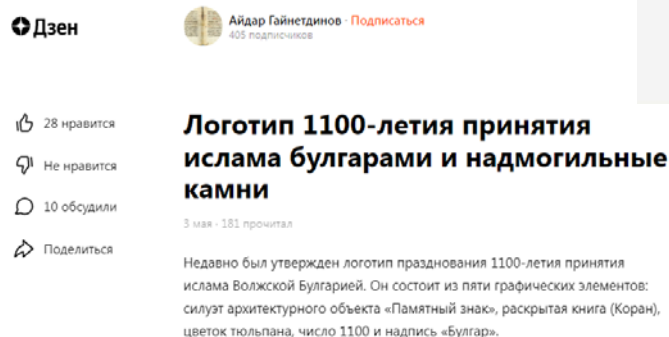 Дзен
Айдар Гайнетдинов · Подписаться
405 подписчиков
28 нравится
Не нравится
10 обсудили
Поделиться
Логотип 1100-летия принятия
ислама булгарами и надмогильные
камни
3 мая · 181 прочитал
Недавно был утвержден логотип празднования 1100-летия принятия
ислама Волжской Булгарией. Он состоит из пяти графических элементов:
силуэт архитектурного объекта «Памятный знак», раскрытая книга (Коран),
цветок тюльпана, число 1100 и надпись «Булгар».